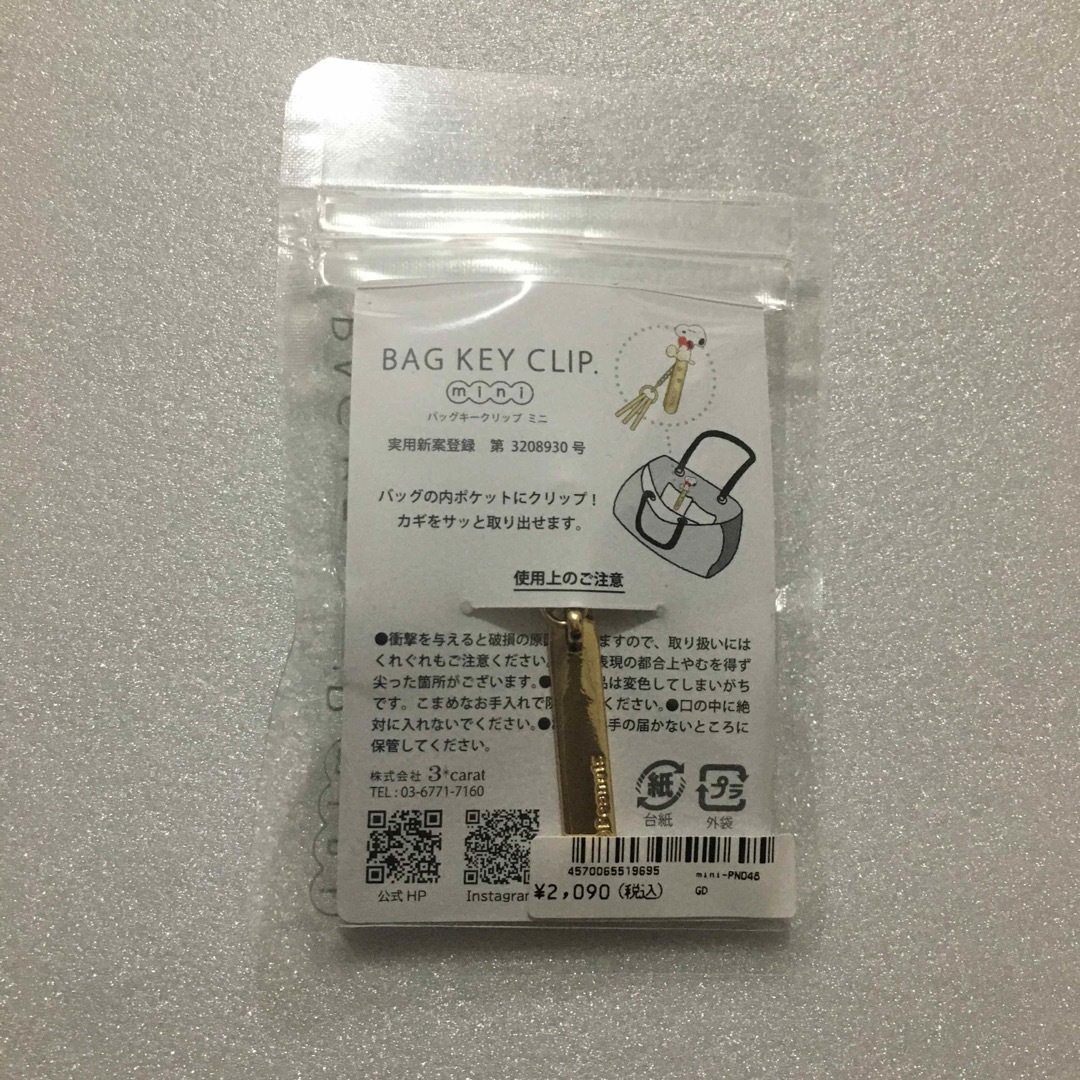 BAG KEY CLIP.
mini
バッグキークリップ ミニ
実用新案登録 第 3208930 号
バッグの内ポケットにクリップ！
カギをサッと取り出せます。
使用上のご注意
●衝撃を与えると破損の原 ますので、取り扱いには
くれぐれもご注意ください。 表現の都合上やむを得ず
尖った箇所がございます。● 品は変色してしまいがち
です。こまめなお手入れで ください。●口の中に絶
対に入れないでください。● 手の届かないところに
保管してください。
株式会社 3*carat
TEL : 03-6771-7160
紙
台紙
プラ
外袋
公式 HP
Instagram
4570065519695
mini-PN048
¥2,090 (税込)
GD